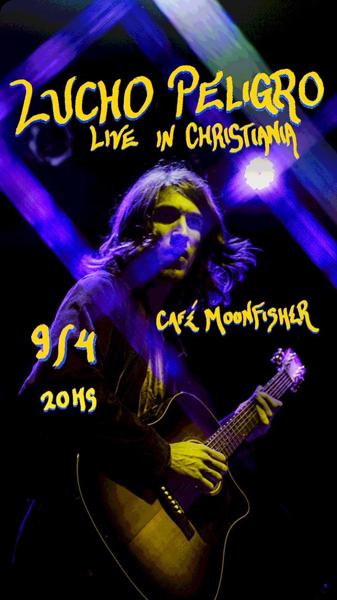 LUCHO PELIGRO
LIVE IN CHRISTIANIA
CAFÉ MOONFISHER
9/4
20HS